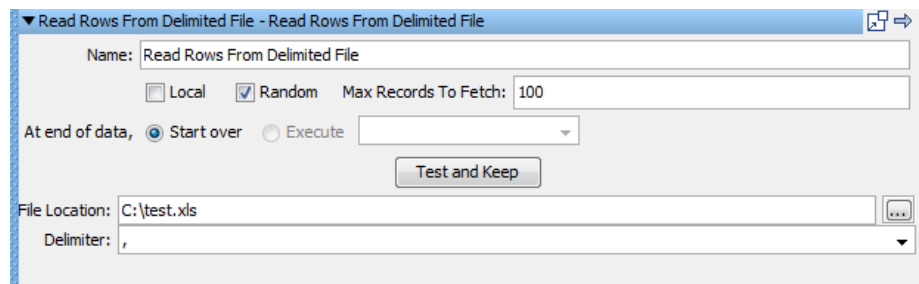 Read Rows From Delimited File - Read Rows From Delimited File
Name: Read Rows From Delimited File
Local Random Max Records To Fetch: 100
At end of data, Start over Execute
Test and Keep
File Location: C:\test.xls ...
Delimiter: ,